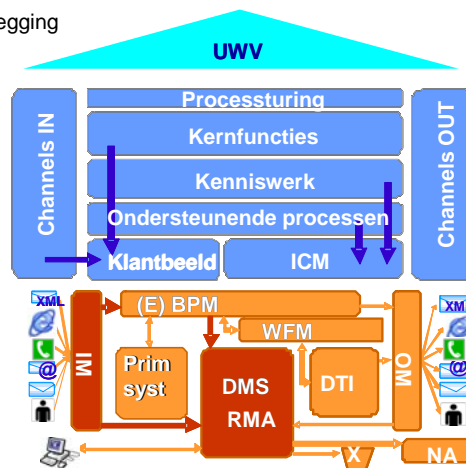 egging
UWV
Processturing
Kernfuncties
Kenniswerk
Ondersteunende processen
Klantbeeld
ICM
Channels IN
Channels OUT
XML
@
IM
(E) BPM
WFM
Prim
syst
DMS
RMA
DTI
OM
XM
@
X
NA